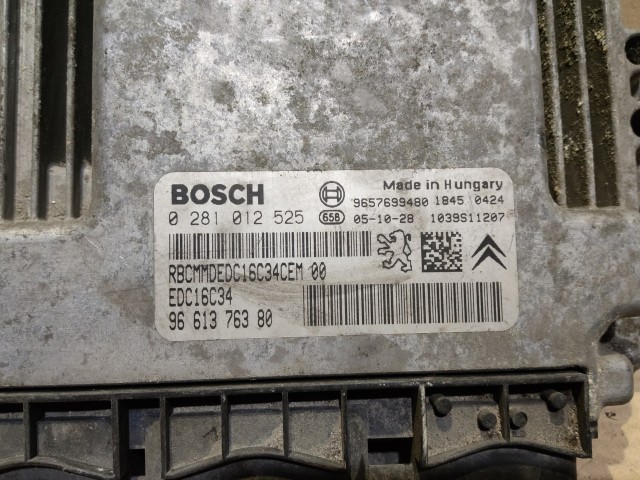 BOSCH
Made in Hungary
9657699480 1845 0424
0 281 012 525 656 05-10-28 1039S11207
RBCMMDEDC16C34CEM 00
EDC16C34
96 613 763 80